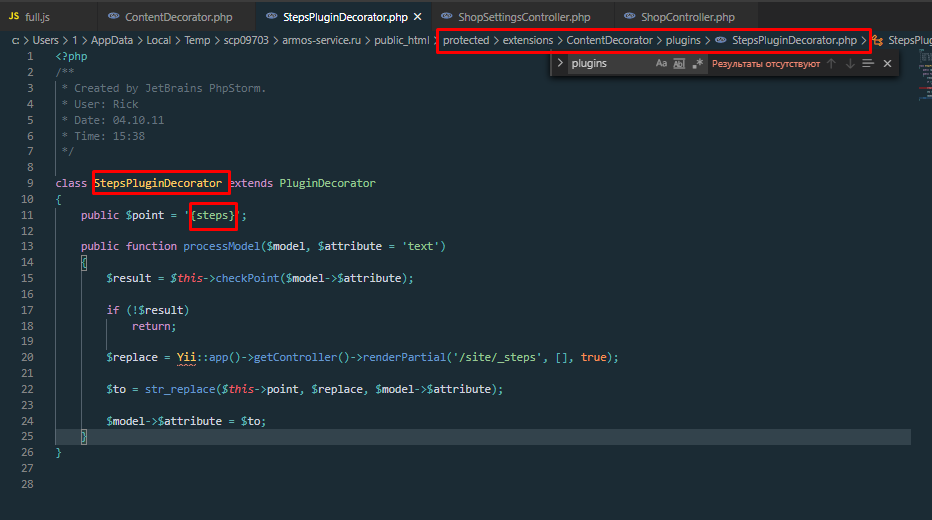 JS full.js ContentDecorator.php StepsPluginDecorator.php × ShopSettingsController.php ShopController.php
c: > Users > 1 > AppData > Local > Temp > scp09703 > armos-service.ru > public_html > protected > extensions > ContentDecorator > plugins > StepsPluginDecorator.php > StepsPlu
plugins Aa Ab .* Результаты отсутствуют
1 <?php
2 /**
3 * Created by JetBrains PhpStorm.
4 * User: Rick
5 * Date: 04.10.11
6 * Time: 15:38
7 */
8
9 class StepsPluginDecorator extends PluginDecorator
10 {
11 public $point = '{steps}';
12
13 public function processModel($model, $attribute = 'text')
14 {
15 $result = $this->checkPoint($model->$attribute);
16
17 if (!$result)
18 return;
19
20 $replace = Yii::app()->getController()->renderPartial('/site/_steps', [], true);
21
22 $to = str_replace($this->point, $replace, $model->$attribute);
23
24 $model->$attribute = $to;
25 }
26 }
27
28